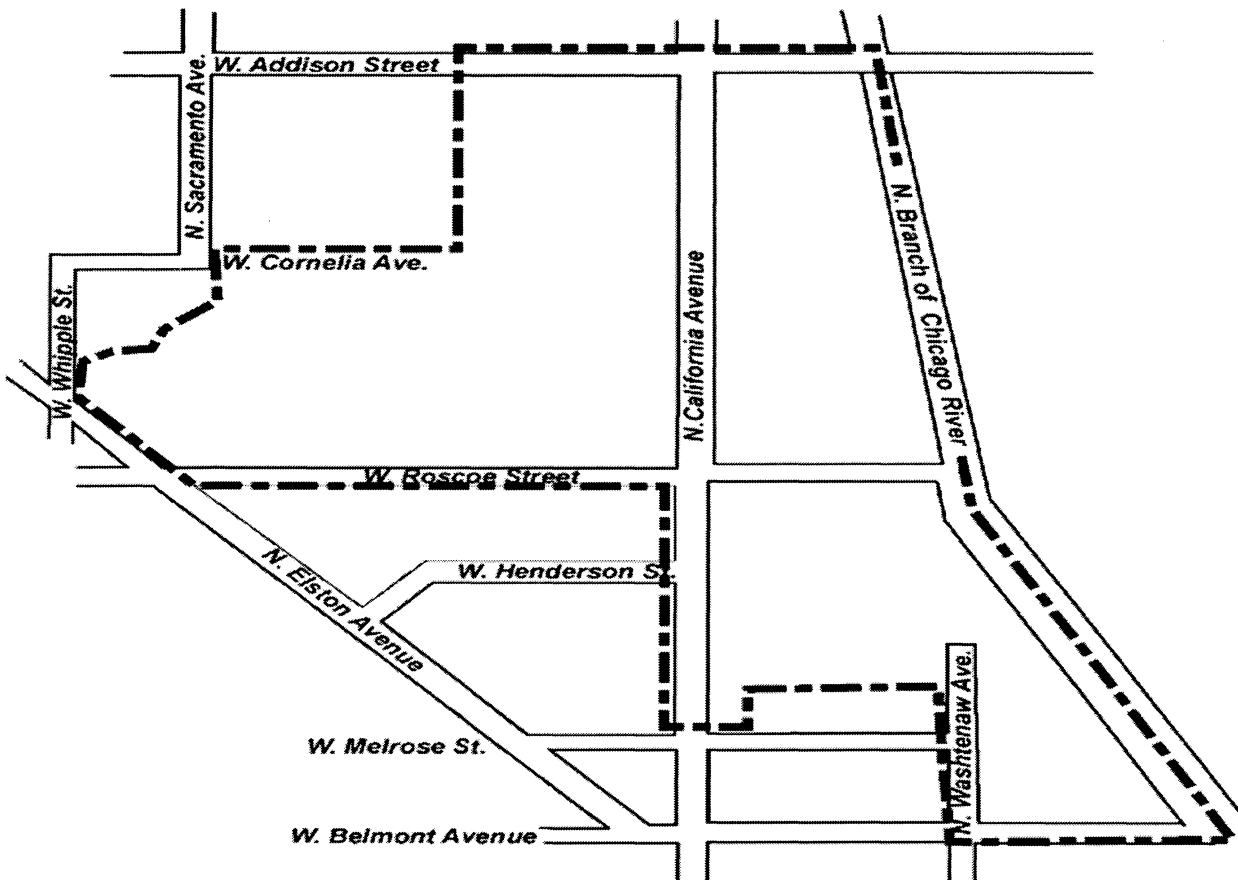 W. Addison Street
N. Sacramento Ave.
W. Cornelia Ave.
N. Branch of Chicago River
W. Whipple St.
N.California Avenue
W. Roscoe Street
W. Henderson St.
N. Elston Avenue
N. Washtenaw Ave.
W. Melrose St.
W. Belmont Avenue